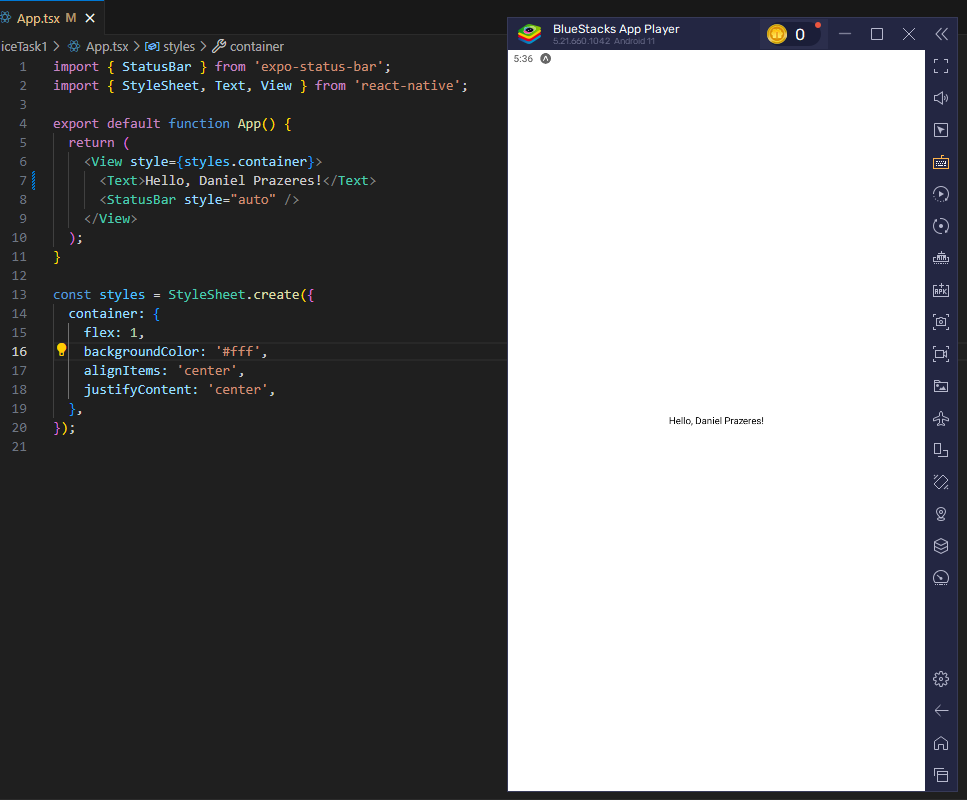 App.tsx M
iceTask1 > App.tsx > styles > container
1 import { StatusBar } from 'expo-status-bar';
2 import { StyleSheet, Text, View } from 'react-native';
3
4 export default function App() {
5 return (
6 <View style={styles.container}>
7 <Text>Hello, Daniel Prazeres!</Text>
8 <StatusBar style="auto" />
9 </View>
10 );
11 }
12
13 const styles = StyleSheet.create({
14 container: {
15 flex: 1,
16 backgroundColor: '#fff',
17 alignItems: 'center',
18 justifyContent: 'center',
19 },
20 });
21
BlueStacks App Player
5.21.660.1042 Android 11
0
5:36
Hello, Daniel Prazeres!
APK